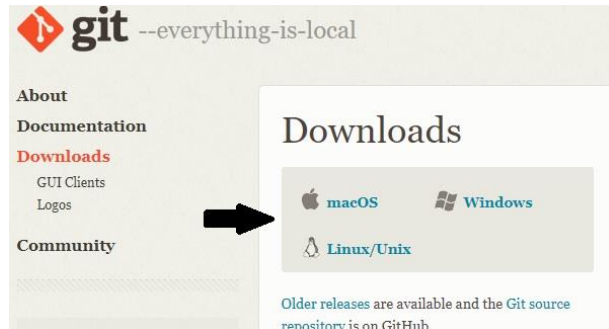 git --everything-is-local
About
Documentation
Downloads
GUI Clients
Logos
Community
Downloads
macOS
Windows
Linux/Unix
Older releases are available and the Git source
repository is on GitHub